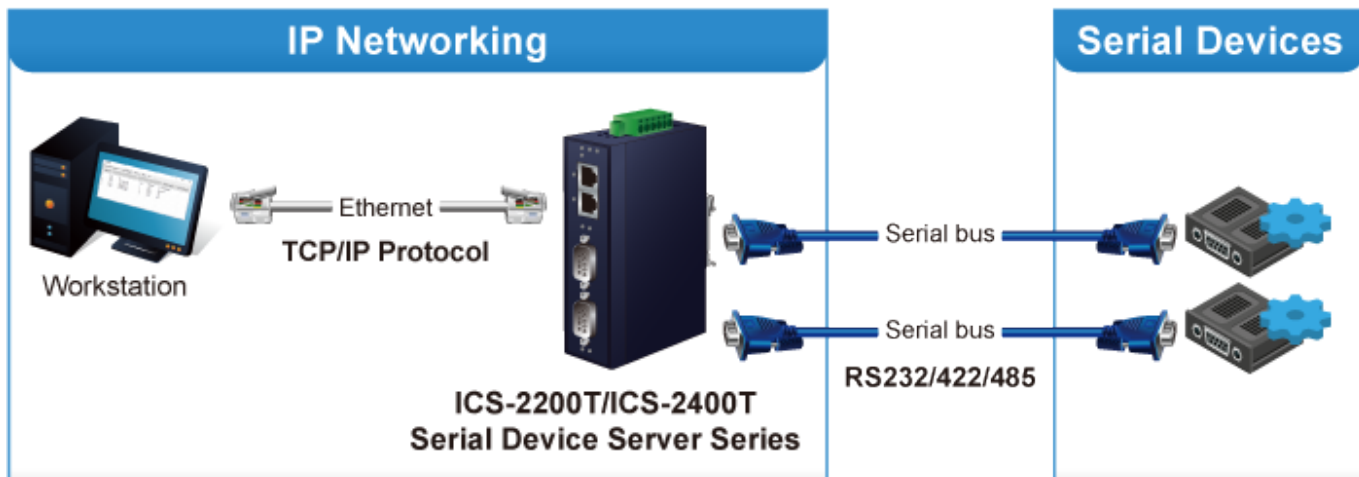 IP Networking
Serial Devices
Ethernet
TCP/IP Protocol
Workstation
Serial bus
Serial bus
RS232/422/485
ICS-2200T/ICS-2400T
Serial Device Server Series